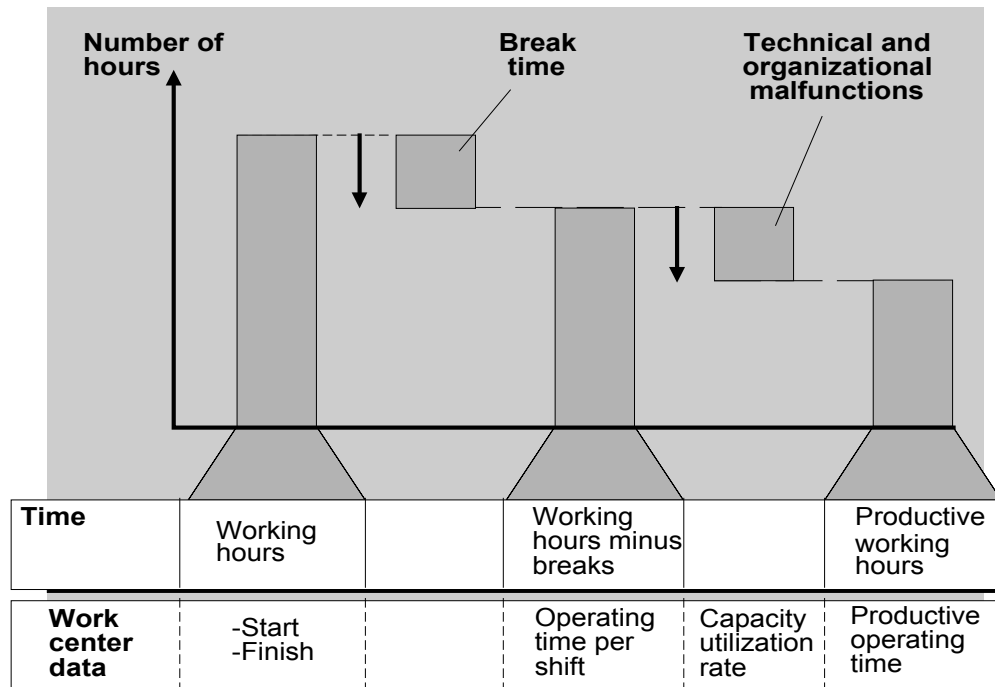 Number of
hours
Break
time
Technical and
organizational
malfunctions
Time
Working
hours
Working
hours minus
breaks
Productive
working
hours
Work
center
data
-Start
-Finish
Operating
time per
shift
Capacity
utilization
rate
Productive
operating
time